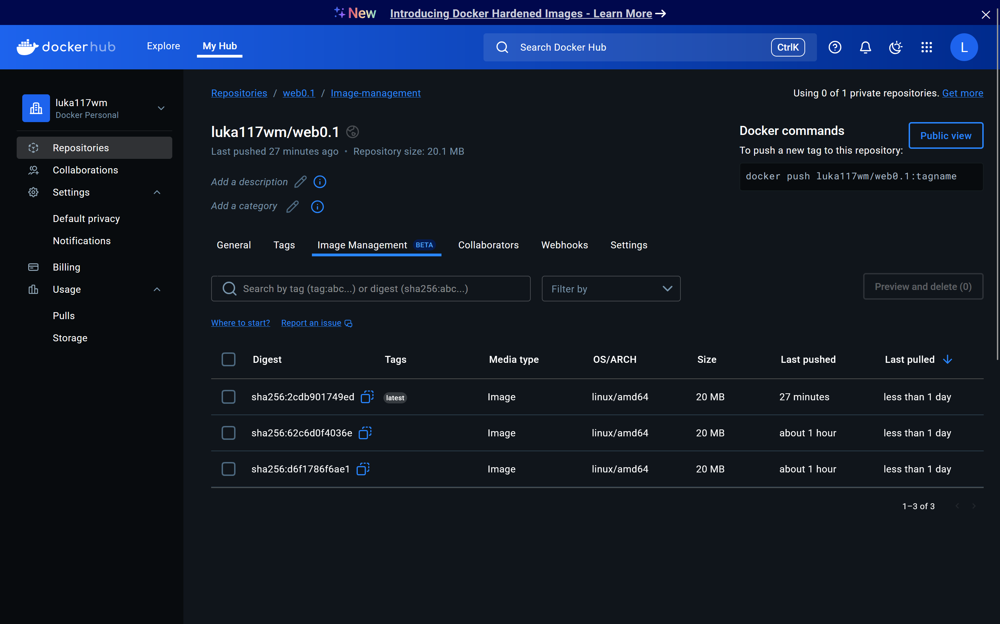 New Introducing Docker Hardened Images - Learn More
dockerhub Explore My Hub Search Docker Hub CtrlK L
luka117wm
Docker Personal
Repositories
Collaborations
Settings
Default privacy
Notifications
Billing
Usage
Pulls
Storage
Repositories / web0.1 / Image-management
Using 0 of 1 private repositories. Get more
luka117wm/web0.1
Last pushed 27 minutes ago • Repository size: 20.1 MB
Add a description
Add a category
Docker commands
Public view
To push a new tag to this repository:
docker push luka117wm/web0.1:tagname
General Tags Image Management BETA Collaborators Webhooks Settings
Search by tag (tag:abc...) or digest (sha256:abc...) Filter by Preview and delete (0)
Where to start? Report an issue
Digest Tags Media type OS/ARCH Size Last pushed Last pulled
sha256:2cdb901749ed latest Image linux/amd64 20 MB 27 minutes less than 1 day
sha256:62c6d0f4036e Image linux/amd64 20 MB about 1 hour less than 1 day
sha256:d6f1786f6ae1 Image linux/amd64 20 MB about 1 hour less than 1 day
1–3 of 3